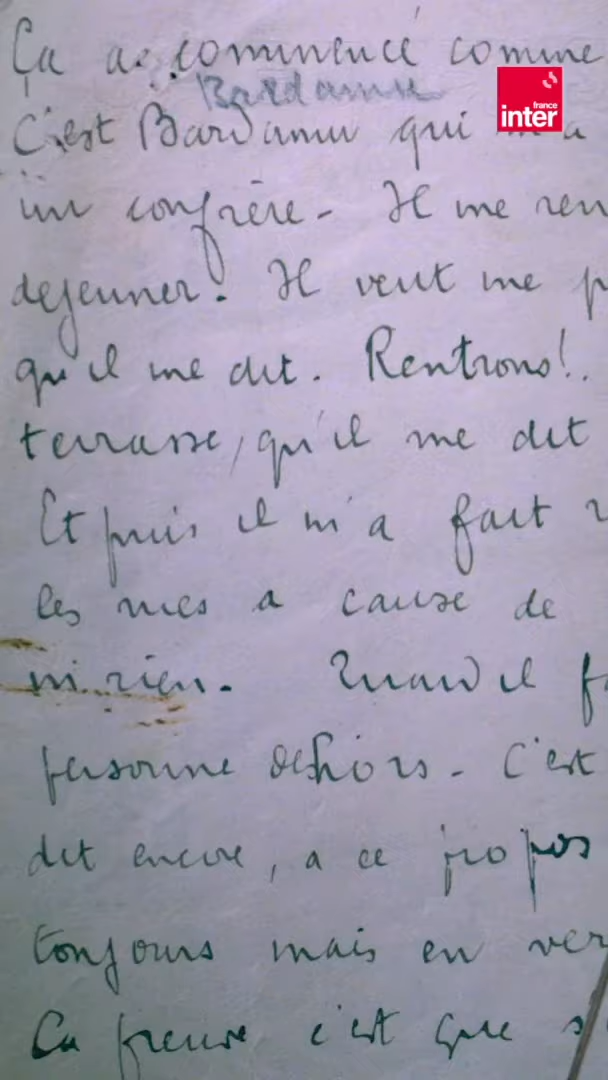 Ça a commencé comme
Bardamu
C'est Bardamu qui m'a
un confrère - Il me ren
dejeuner. Il veut me p
qu'il me dit. Rentrons!.
terrasse, qu'il me dit
Et puis il m'a fait r
les rues a cause de
ni rien. Quand il fa
personne dehors - C'est
dit encore, a ce propos
toujours mais en ver
La preuve c'est que s
france
inter